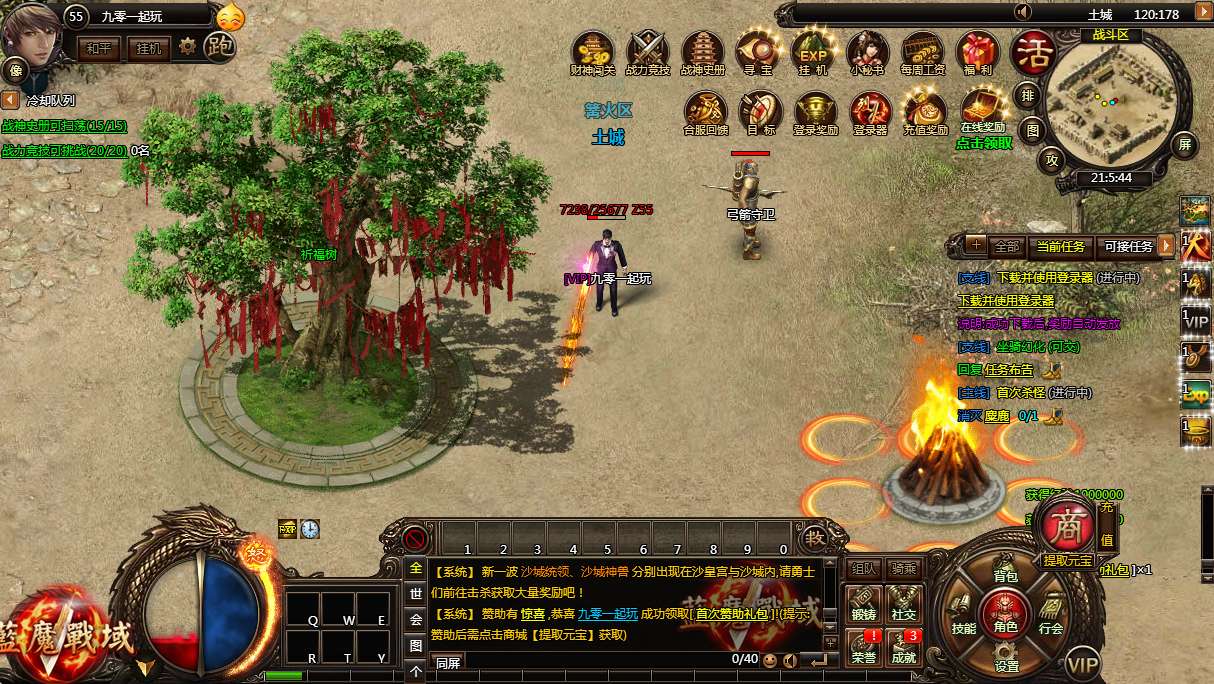 55 九零一起玩
和平 挂机 跑
像
冷却队列
战神史册可扫荡(15/15)
战力竞技可挑战(20/20) 0名
财神闯关 战力竞技 战神史册 寻宝 EXP 挂机 小秘书 每周工资 福利
合服回馈 目标 登录奖励 登录器 充值奖励 在线奖励
点击领取
土城 120:178
战斗区
活
排
图
攻
屏
21:5:44
篝火区
土城
弓箭守卫
7298/25677 Z55
[VIP]九零一起玩
祈福树
全部 当前任务 可接任务
[支线] 下载并使用登录器(进行中)
下载并使用登录器
说明:成功下载后,奖励自动发放
[支线] 坐骑幻化 (可交)
回复 任务布告
[主线] 首次杀怪(进行中)
消灭 麋鹿 0/1
VIP
Exp
商
充值
提取元宝
礼包]×1
EXP
怒
救
1 2 3 4 5 6 7 8 9 0
Q W E
R T Y
全
世
会
图
个
【系统】新一波 沙城统领、沙城神兽 分别出现在沙皇宫与沙城内,请勇士
们前往击杀获取大量奖励吧！
【系统】赞助有 惊喜 ,恭喜 九零一起玩 成功领取[ 首次赞助礼包 ]! (提示:
赞助后需点击商城【提取元宝】获取)
同屏 0/40
组队 骑乘
锻铸 社交
荣誉 ! 成就 3
背包
技能 角色 行会
设置
VIP
蓝魔戰域